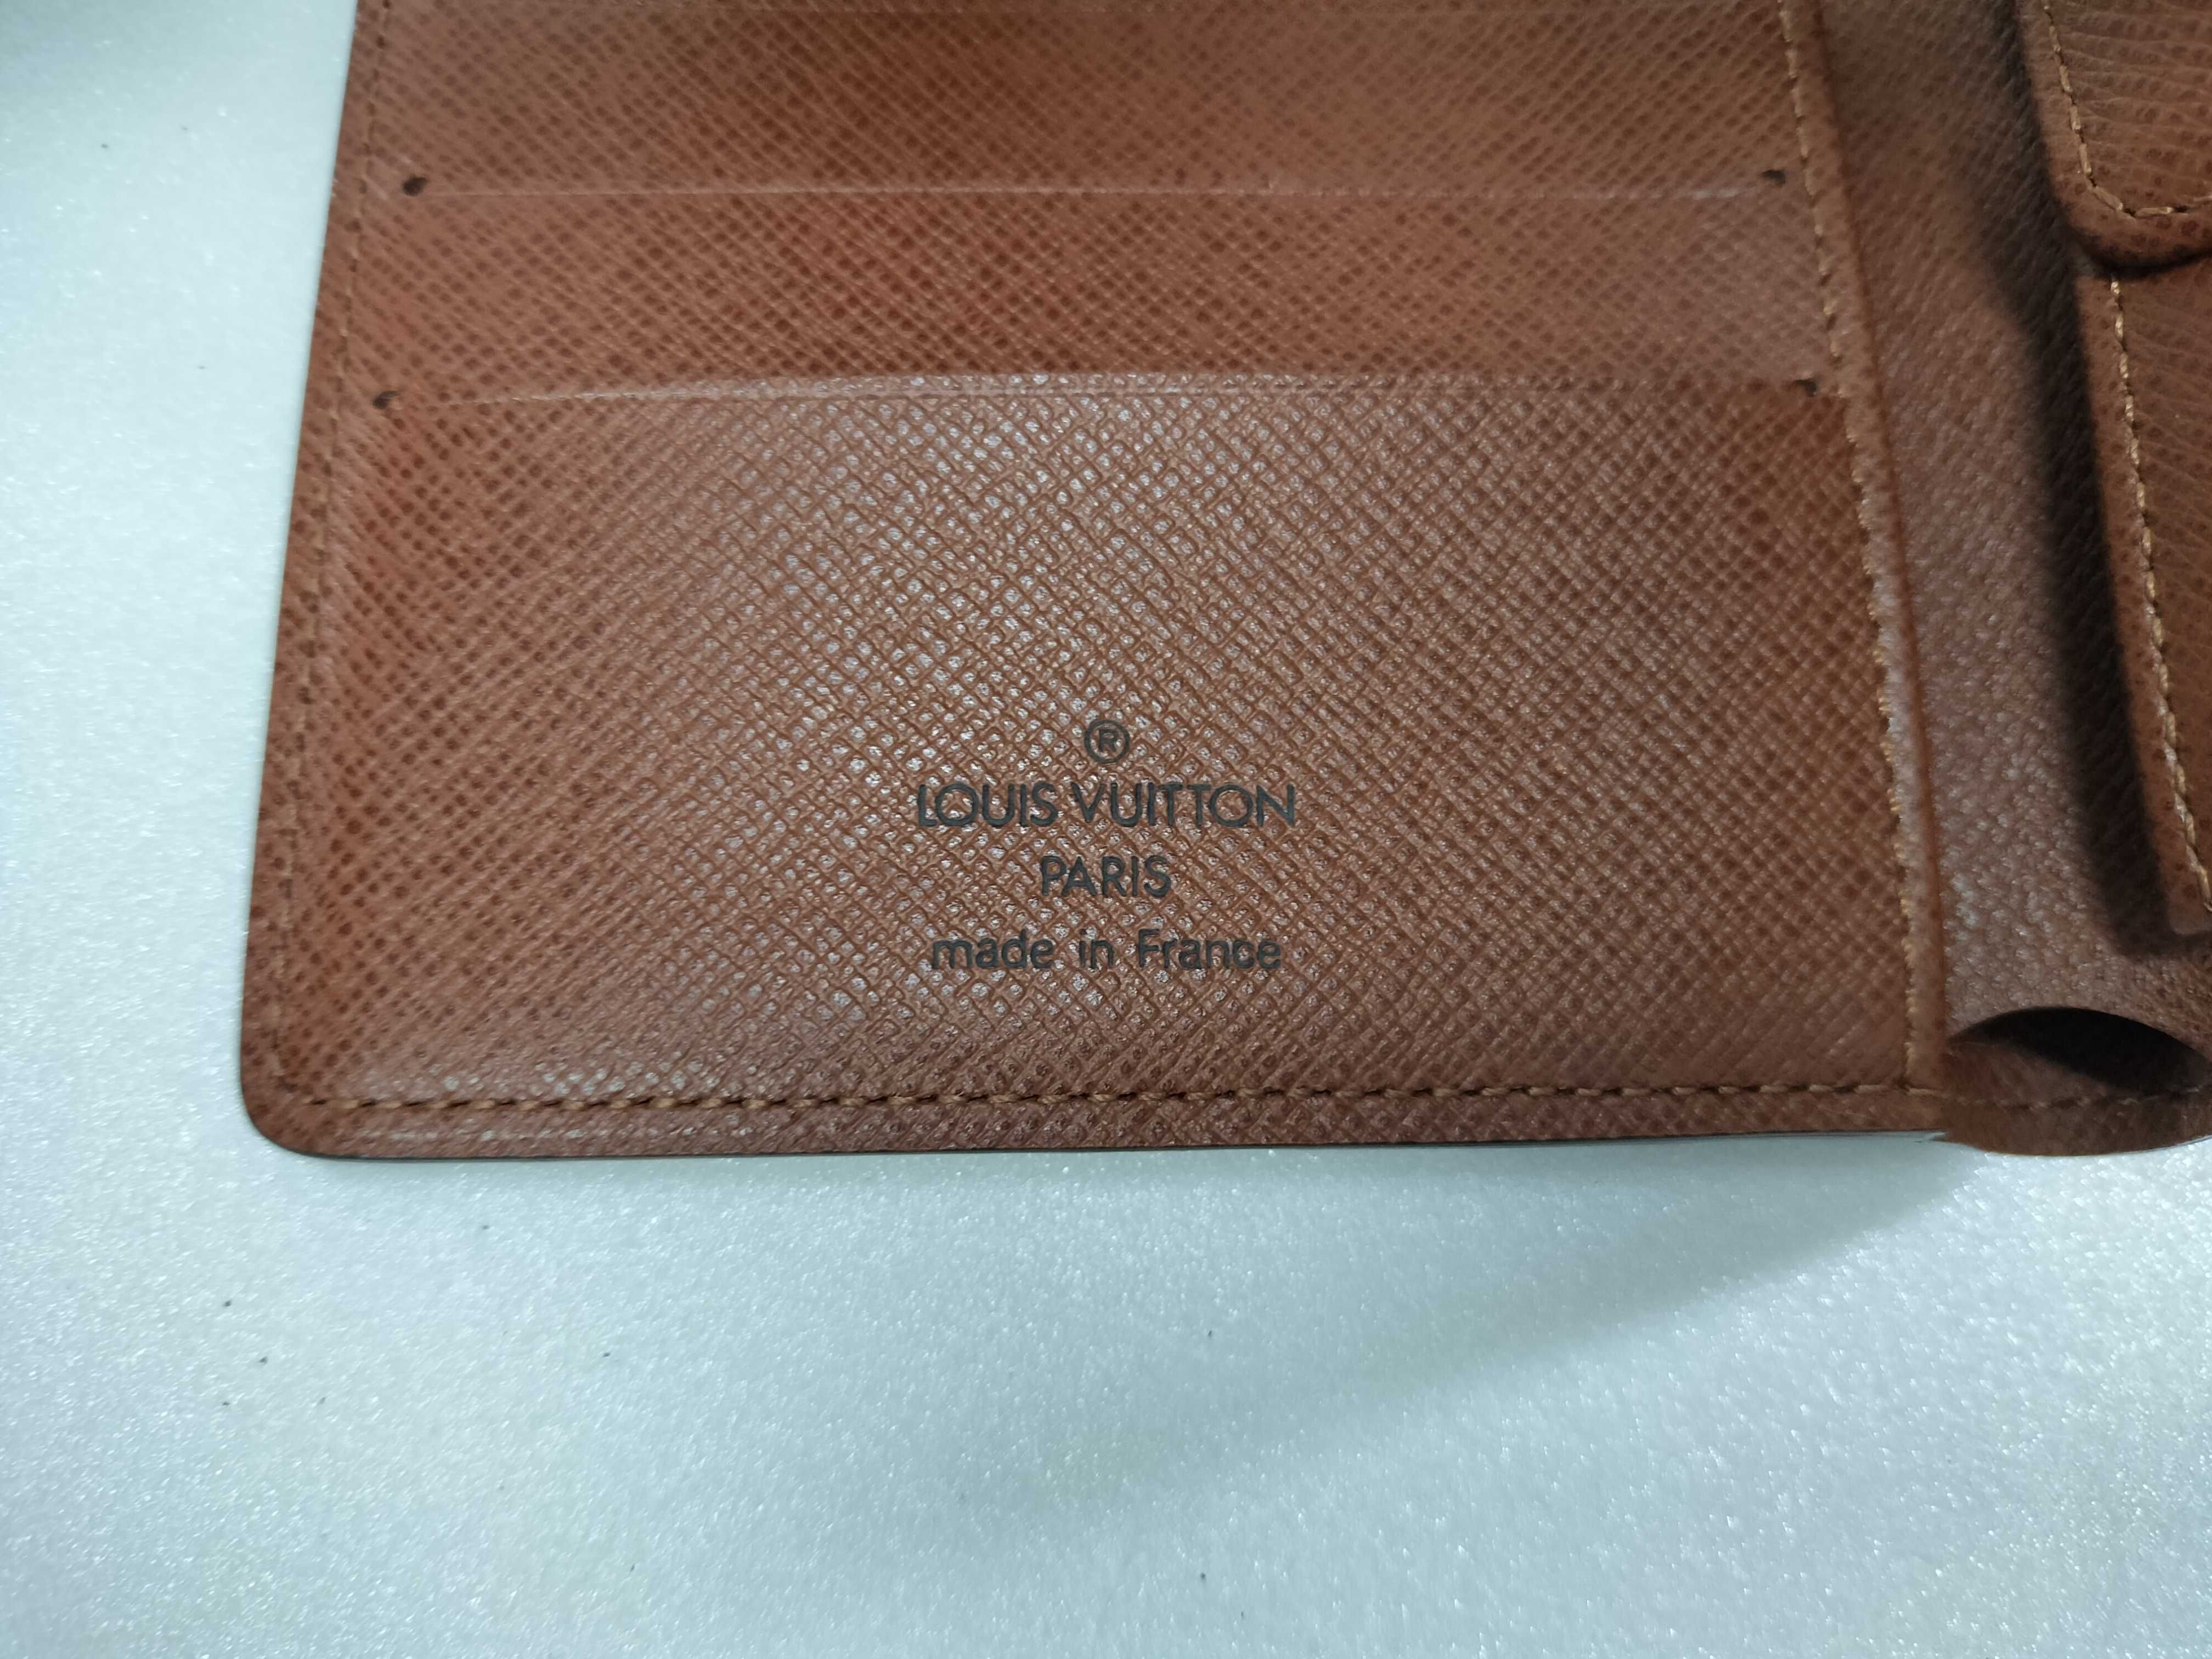 ®
LOUIS VUITTON
PARIS
made in France